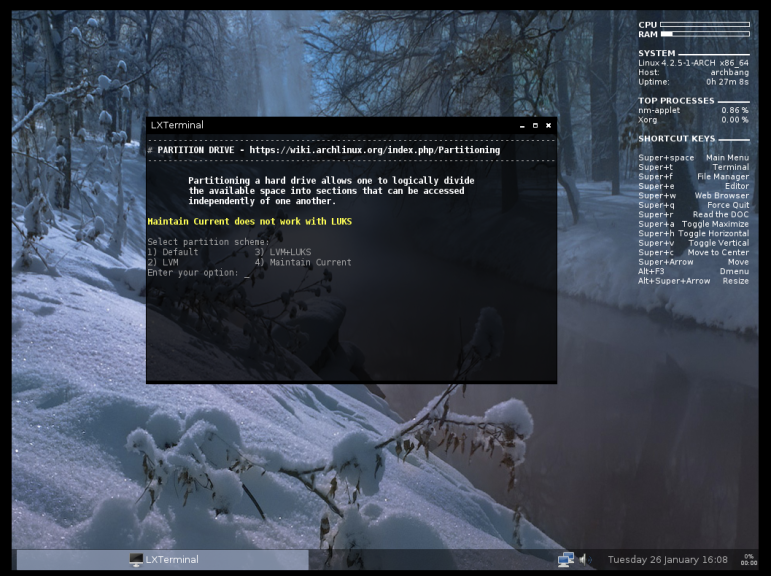 CPU
RAM
SYSTEM
Linux 4.2.5-1-ARCH x86_64
Host: archbang
Uptime: 0h 27m 8s
TOP PROCESSES
nm-applet 0.86 %
Xorg 0.00 %
SHORTCUT KEYS
Super+space Main Menu
Super+t Terminal
Super+f File Manager
Super+e Editor
Super+w Web Browser
Super+q Force Quit
Super+r Read the DOC
Super+a Toggle Maximize
Super+h Toggle Horizontal
Super+v Toggle Vertical
Super+c Move to Center
Super+Arrow Move
Alt+F3 Dmenu
Alt+Super+Arrow Resize
LXTerminal
# PARTITION DRIVE - https://wiki.archlinux.org/index.php/Partitioning
Partitioning a hard drive allows one to logically divide
the available space into sections that can be accessed
independently of one another.
Maintain Current does not work with LUKS
Select partition scheme:
1) Default 3) LVM+LUKS
2) LVM 4) Maintain Current
Enter your option: _
LXTerminal
Tuesday 26 January 16:08
0%
00:00